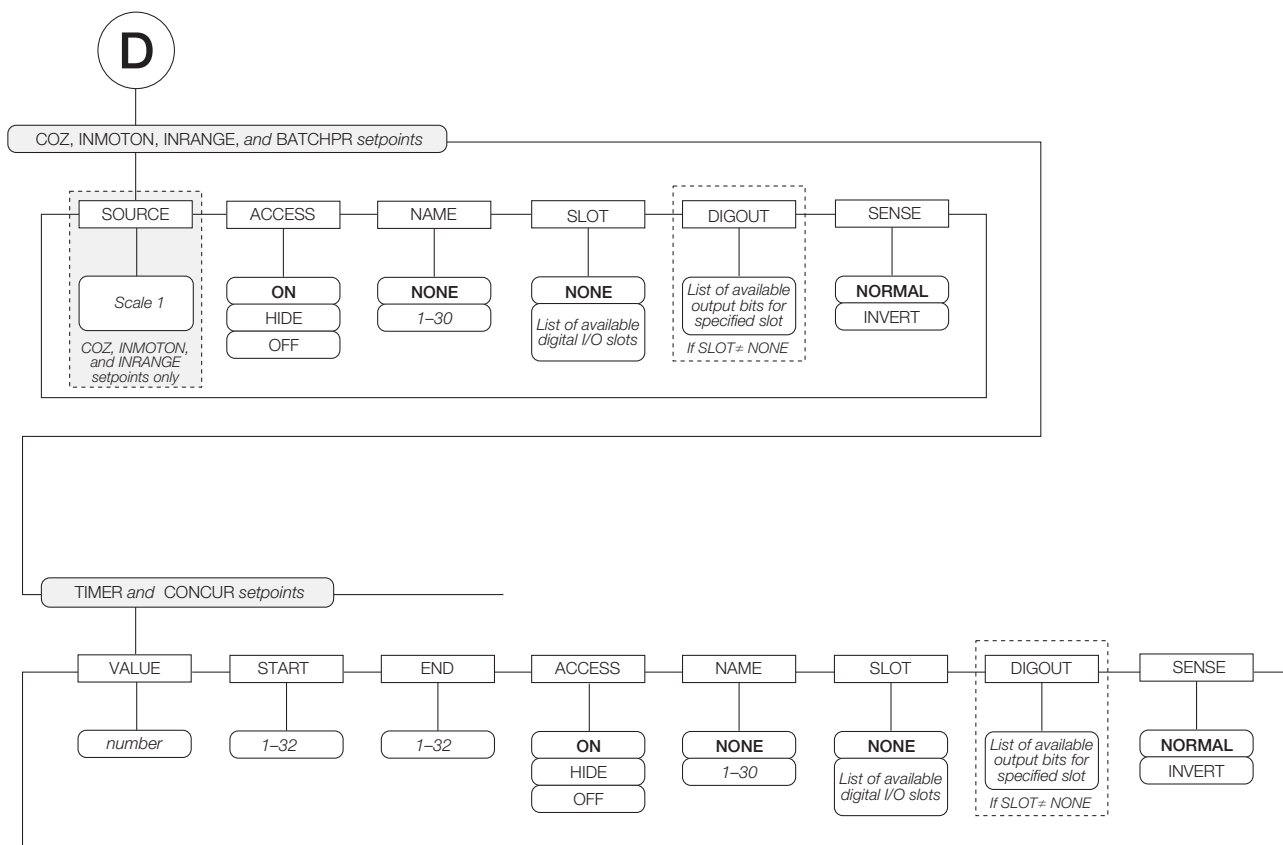 D
COZ, INMOTON, INRANGE, and BATCHPR setpoints
SOURCE
ACCESS
NAME
SLOT
DIGOUT
SENSE
Scale 1
COZ, INMOTON,
and INRANGE
setpoints only
ON
HIDE
OFF
NONE
1–30
NONE
List of available
digital I/O slots
List of available
output bits for
specified slot
If SLOT≠ NONE
NORMAL
INVERT
TIMER and CONCUR setpoints
VALUE
START
END
ACCESS
NAME
SLOT
DIGOUT
SENSE
number
1–32
1–32
ON
HIDE
OFF
NONE
1–30
NONE
List of available
digital I/O slots
List of available
output bits for
specified slot
If SLOT≠ NONE
NORMAL
INVERT